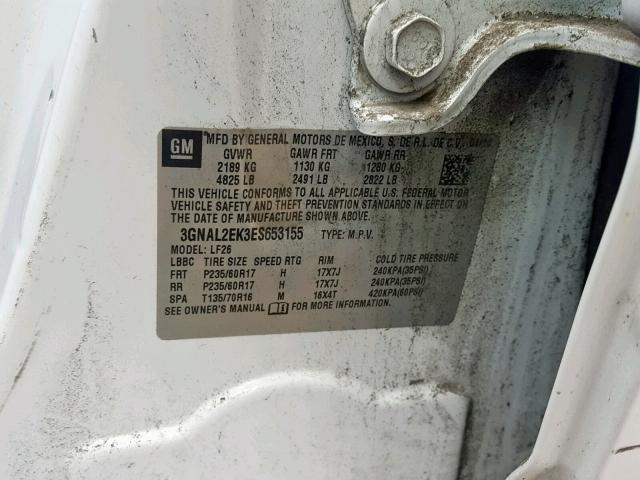 GM
MFD BY GENERAL MOTORS DE MEXICO, S. DE R.L. DE C.V.
GVWR GAWR FRT GAWR RR
2189 KG 1130 KG 1280 KG
4825 LB 2491 LB 2822 LB
THIS VEHICLE CONFORMS TO ALL APPLICABLE U.S. FEDERAL MOTOR
VEHICLE SAFETY AND THEFT PREVENTION STANDARDS IN EFFECT
ON THE DATE OF MANUFACTURE SHOWN ABOVE.
3GNAL2EK3ES653155 TYPE: M.P.V.
MODEL: LF26
LBBC TIRE SIZE SPEED RTG RIM COLD TIRE PRESSURE
FRT P235/60R17 H 17X7J 240KPA(35PSI)
RR P235/60R17 H 17X7J 240KPA(35PSI)
SPA T135/70R16 M 16X4T 420KPA(60PSI)
SEE OWNER'S MANUAL FOR MORE INFORMATION.